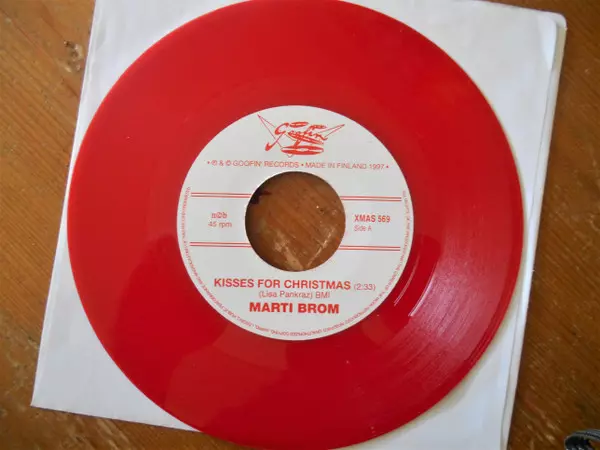 Goofin'
• ℗ & © GOOFIN' RECORDS • MADE IN FINLAND 1997 •
n©b
45 rpm
XMAS 569
Side A
KISSES FOR CHRISTMAS (2:33)
(Lisa Pankraz) BMI
MARTI BROM